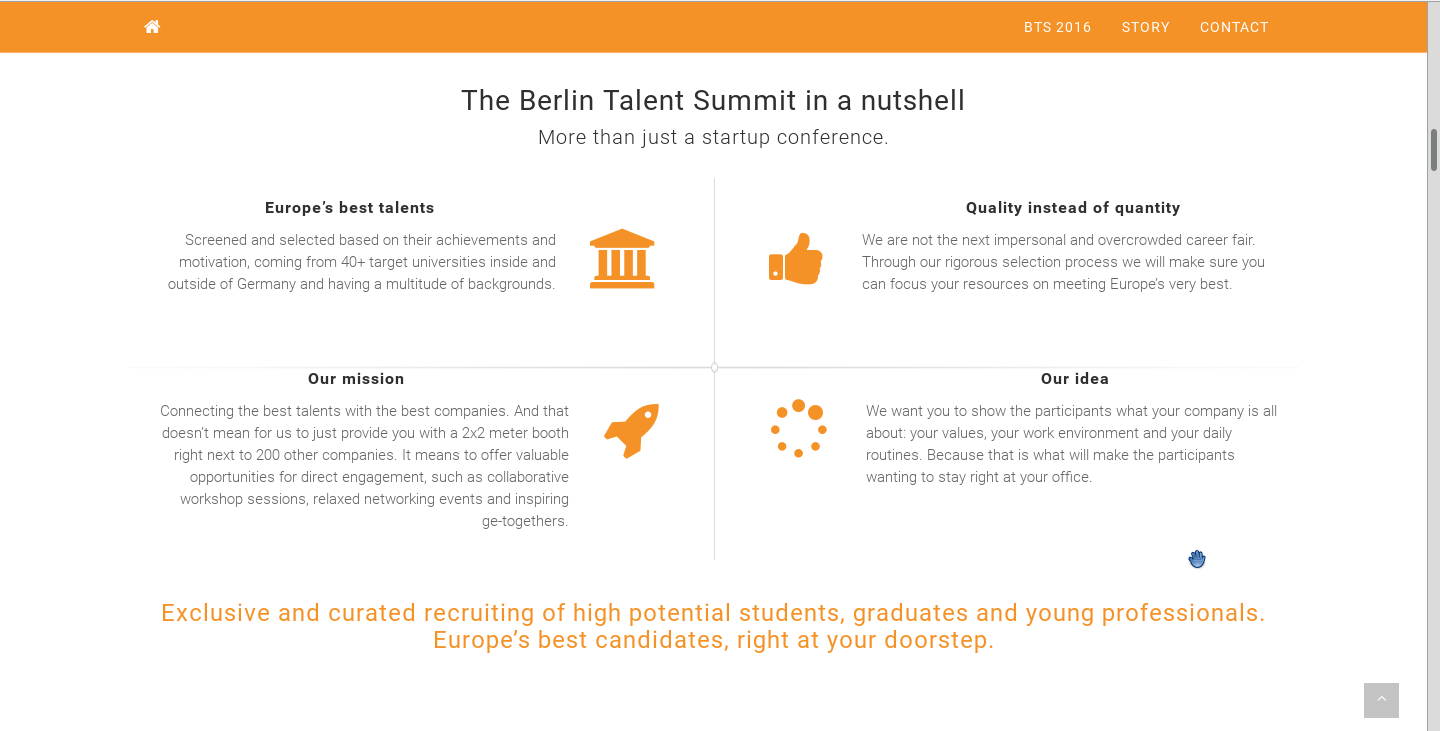 BTS 2016 STORY CONTACT
The Berlin Talent Summit in a nutshell
More than just a startup conference.
Europe’s best talents
Screened and selected based on their achievements and
motivation, coming from 40+ target universities inside and
outside of Germany and having a multitude of backgrounds.
Quality instead of quantity
We are not the next impersonal and overcrowded career fair.
Through our rigorous selection process we will make sure you
can focus your resources on meeting Europe’s very best.
Our mission
Connecting the best talents with the best companies. And that
doesn’t mean for us to just provide you with a 2x2 meter booth
right next to 200 other companies. It means to offer valuable
opportunities for direct engagement, such as collaborative
workshop sessions, relaxed networking events and inspiring
ge-togethers.
Our idea
We want you to show the participants what your company is all
about: your values, your work environment and your daily
routines. Because that is what will make the participants
wanting to stay right at your office.
Exclusive and curated recruiting of high potential students, graduates and young professionals.
Europe’s best candidates, right at your doorstep.